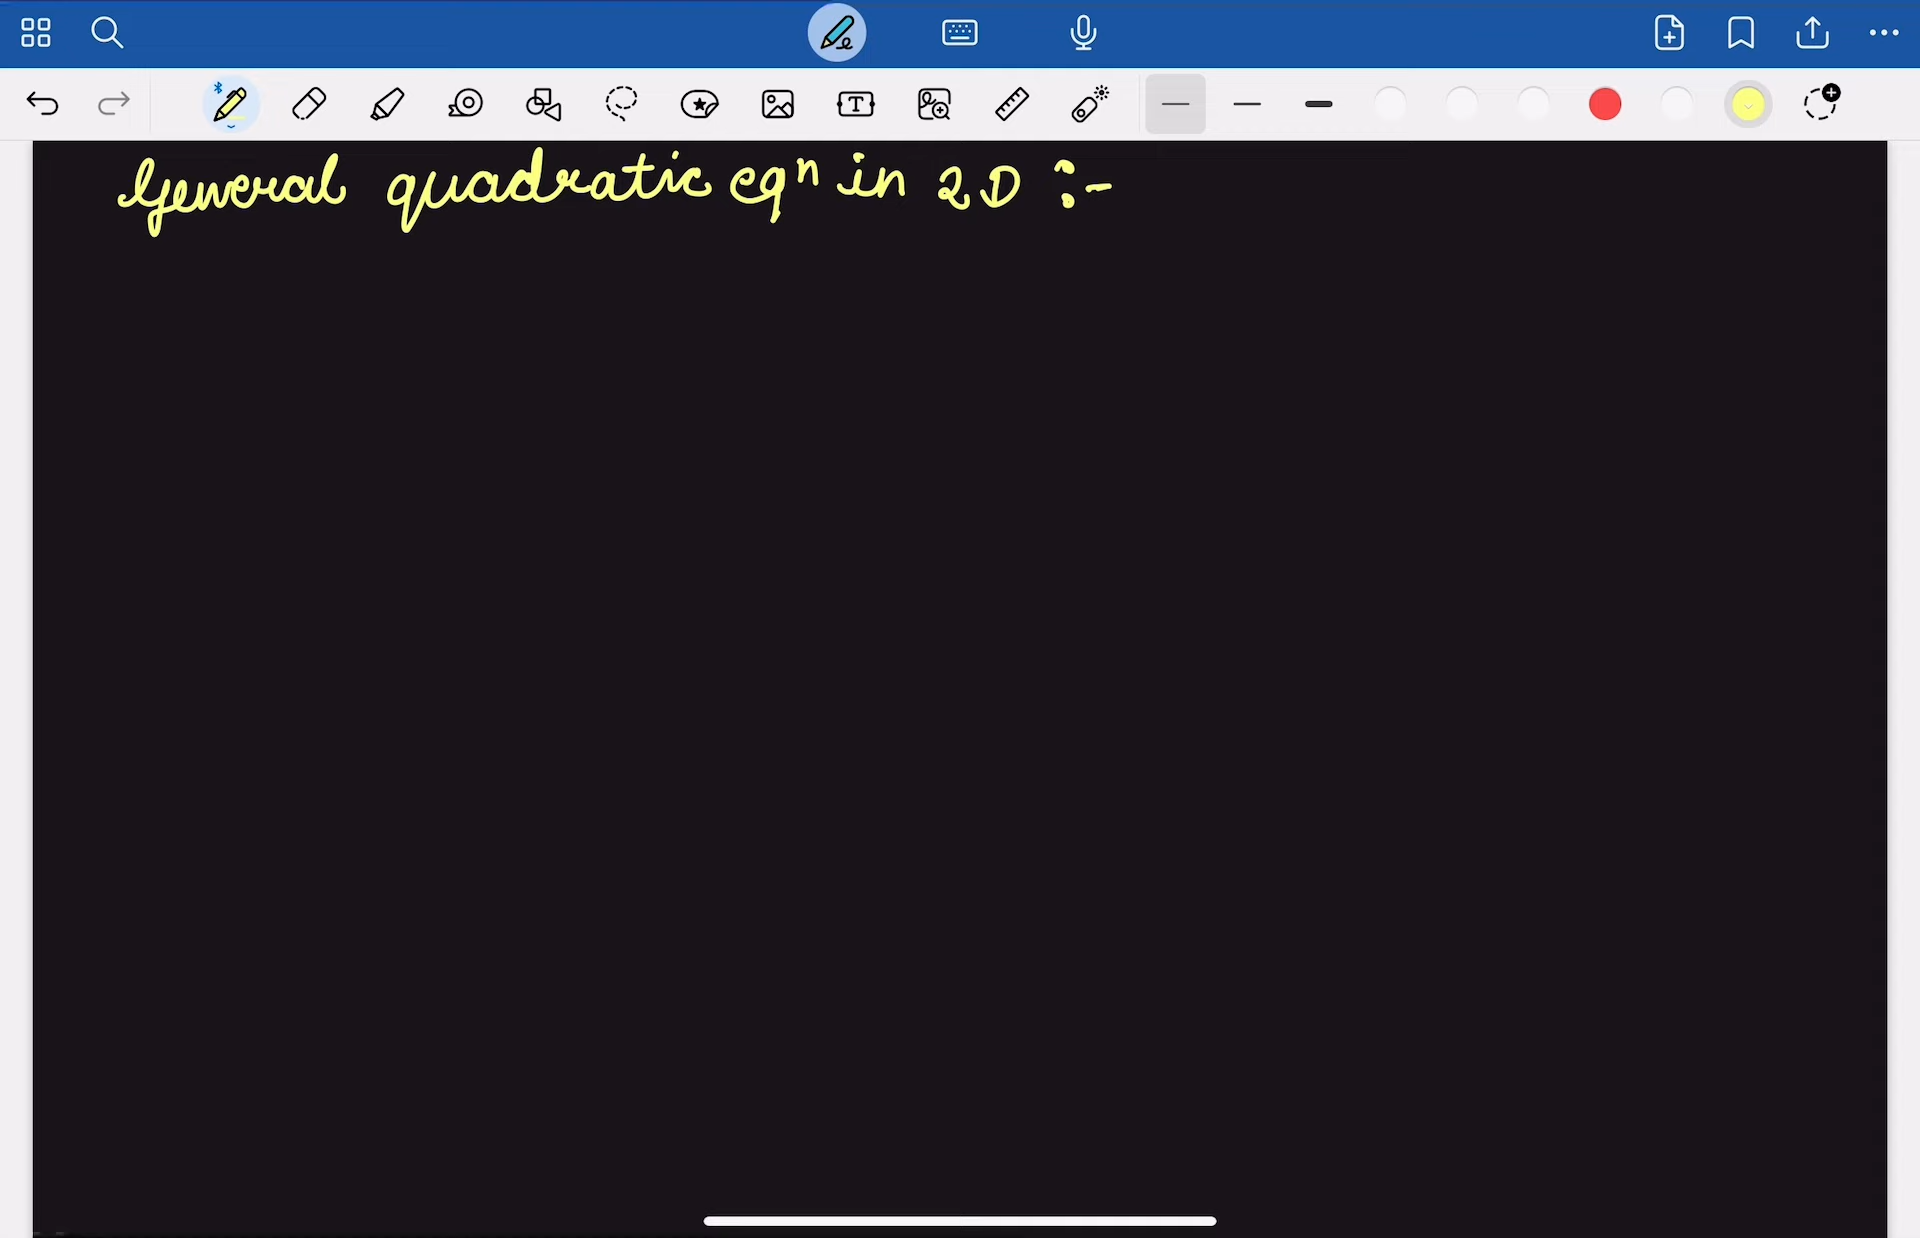 General quadratic eqⁿ in 2D :-